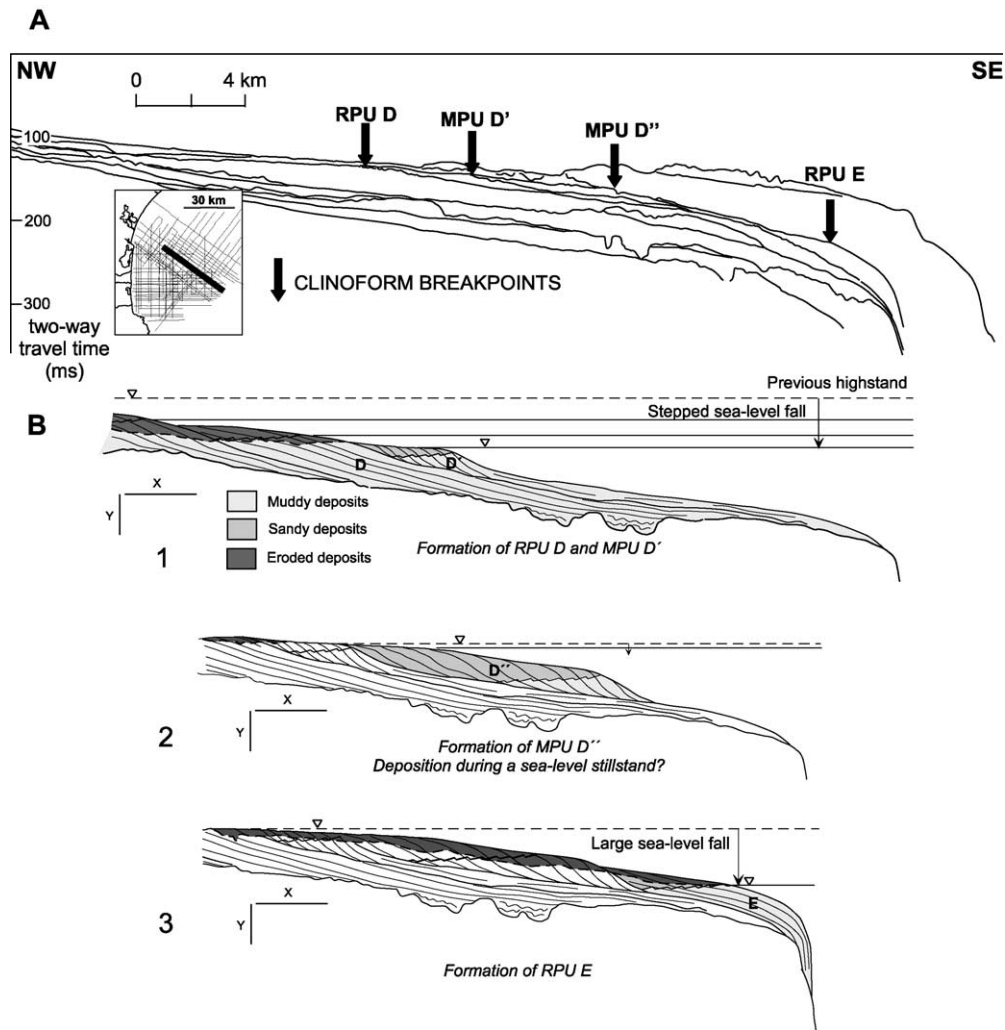 A
NW
0 4 km
SE
RPU D
MPU D’
MPU D’’
RPU E
100
200
300
two-way
travel time
(ms)
30 km
CLINOFORM BREAKPOINTS
B
Previous highstand
Stepped sea-level fall
D
D´
X
Y
Muddy deposits
Sandy deposits
Eroded deposits
1
Formation of RPU D and MPU D´
D´´
X
Y
2
Formation of MPU D´´
Deposition during a sea-level stillstand?
Large sea-level fall
E
X
Y
3
Formation of RPU E